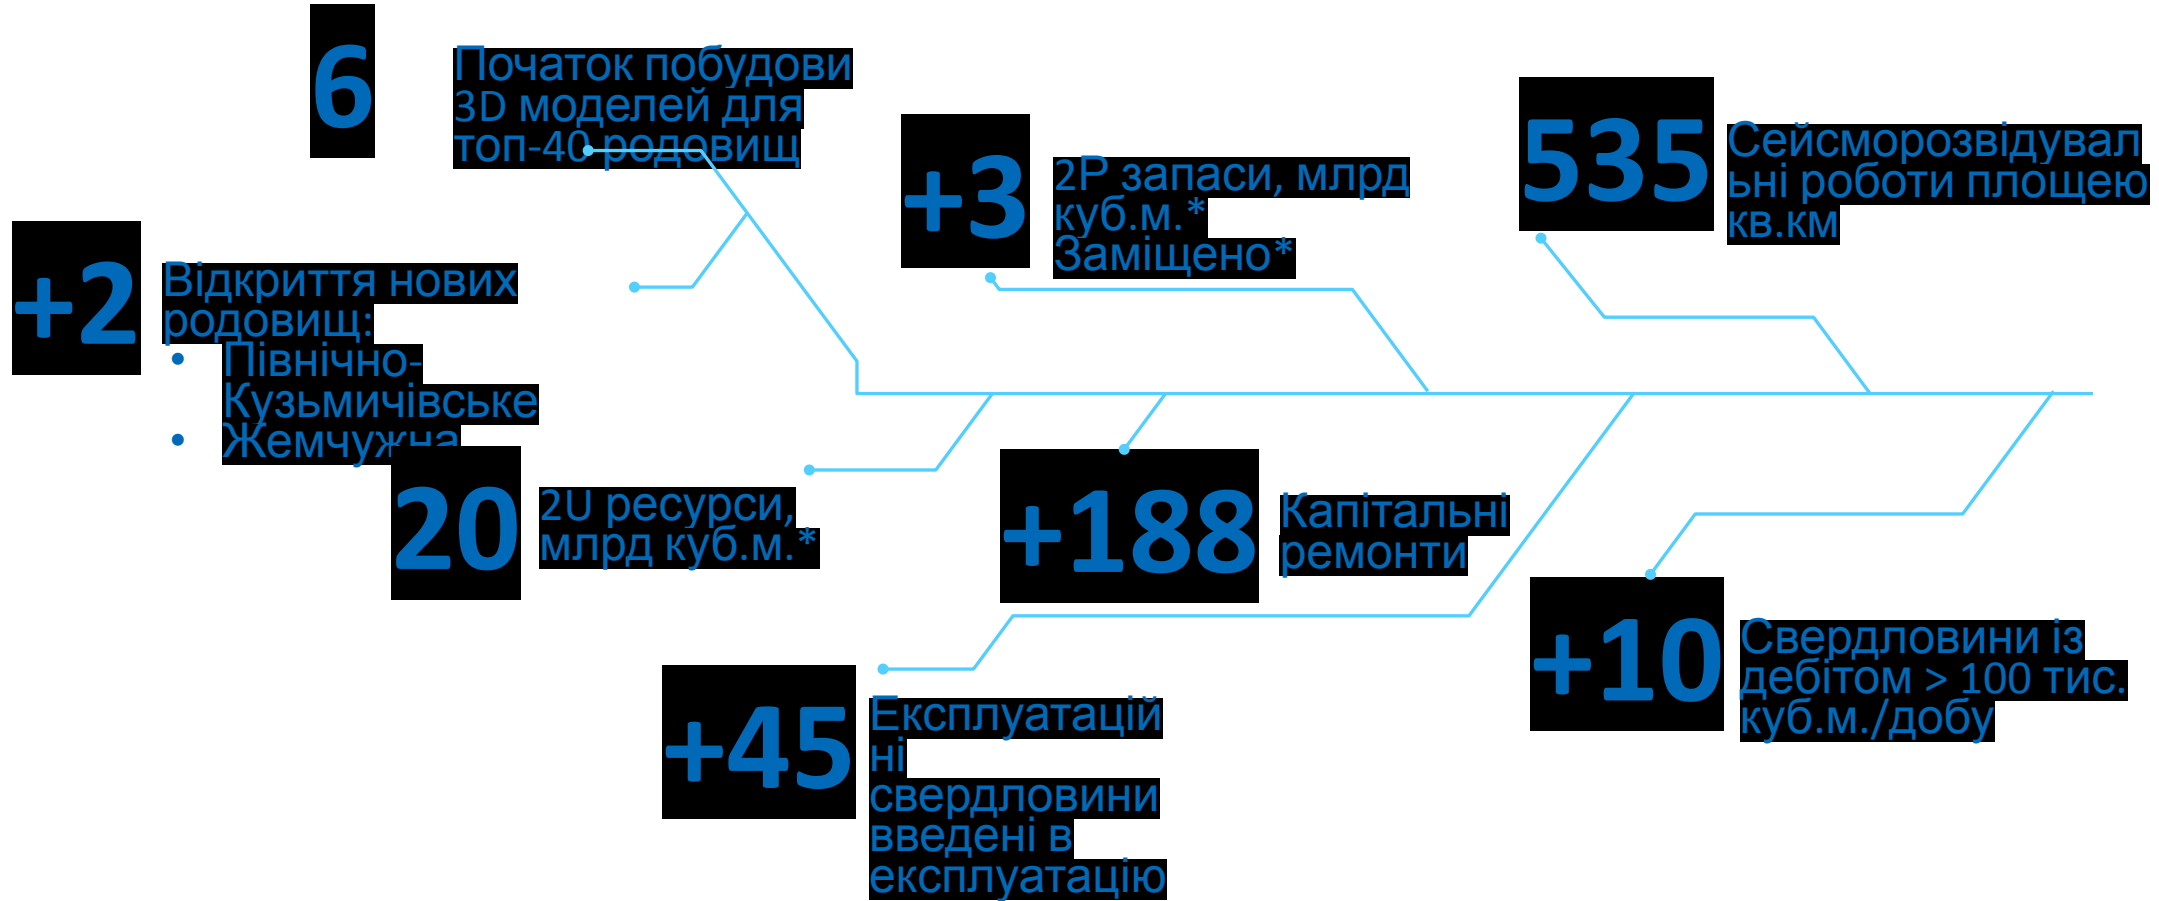 6
Початок побудови
3D моделей для
топ-40 родовищ
+2
Відкриття нових
родовищ:
• Північно-
Кузьмичівське
• Жемчужна
20
2U ресурси,
млрд куб.м.*
+3
2P запаси, млрд
куб.м.*
Заміщено*
+188
Капітальні
ремонти
+45
Експлуатацій
ні
свердловини
введені в
експлуатацію
535
Сейсморозвідувал
ьні роботи площею
кв.км
+10
Свердловини із
дебітом > 100 тис.
куб.м./добу